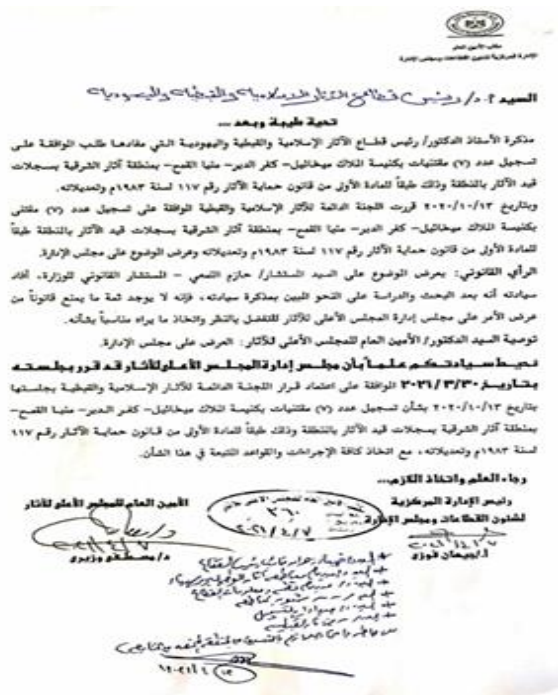 مكتب الأمين العام
الإدارة المركزية لشئون القطاعات ومجلس الإدارة
السيد أ.د/ رئيس قطاع الآثار الإسلامية والقبطية واليهودية
تحية طيبة وبعد ...
مذكرة الأستاذ الدكتور/ رئيس قطاع الآثار الإسلامية والقبطية واليهودية التي مفادها طلب الموافقة على
تسجيل عدد (٧) مقتنيات بكنيسة الملاك ميخائيل- كفر الدير- منيا القمح- بمنطقة آثار الشرقية بسجلات
قيد الآثار بالمنطقة وذلك طبقاً للمادة الأولى من قانون حماية الآثار رقم ١١٧ لسنة ١٩٨٣م وتعديلاته.
وبتاريخ ٢٠٢٠/١٠/١٣ قررت اللجنة الدائمة للآثار الإسلامية والقبطية الموافقة على تسجيل عدد (٧) مقتنى
بكنيسة الملاك ميخائيل- كفر الدير- منيا القمح- بمنطقة آثار الشرقية بسجلات قيد الآثار بالمنطقة طبقاً
للمادة الأولى من قانون حماية الآثار رقم ١١٧ لسنة ١٩٨٣م وتعديلاته وعرض الموضوع على مجلس الإدارة.
الرأي القانوني: بعرض الموضوع على السيد المستشار/ حازم اللمعي - المستشار القانوني للوزارة، أفاد
سيادته أنه بعد البحث والدراسة على النحو المبين بمذكرة سيادته، فإنه لا يوجد ثمة ما يمنع قانوناً من
عرض الأمر على مجلس إدارة المجلس الأعلى للآثار للتفضل بالنظر واتخاذ ما يراه مناسباً بشأنه.
توصية السيد الدكتور/ الأمين العام للمجلس الأعلى للآثار: العرض على مجلس الإدارة.
نحيط سيادتكم علماً بأن مجلس إدارة المجلس الأعلى للآثار قد قرر بجلسته
بتاريخ ٢٠٢١/٣/٣٠ الموافقة على اعتماد قرار اللجنة الدائمة للآثار الإسلامية والقبطية بجلستها
بتاريخ ٢٠٢٠/١٠/١٣ بشأن تسجيل عدد (٧) مقتنيات بكنيسة الملاك ميخائيل- كفر الدير- منيا القمح-
بمنطقة آثار الشرقية بسجلات قيد الآثار بالمنطقة وذلك طبقاً للمادة الأولى من قانون حماية الآثار رقم ١١٧
لسنة ١٩٨٣م وتعديلاته، مع اتخاذ كافة الإجراءات والقواعد المتبعة في هذا الشأن.
رجاء العلم واتخاذ اللازم...
رئيس الإدارة المركزية
لشئون القطاعات ومجلس الإدارة
أ.جيهان فوزي
٣٦٠
٢٠٢١/٤/٧
الأمين العام للمجلس الأعلى للآثار
د/مصطفى وزيري